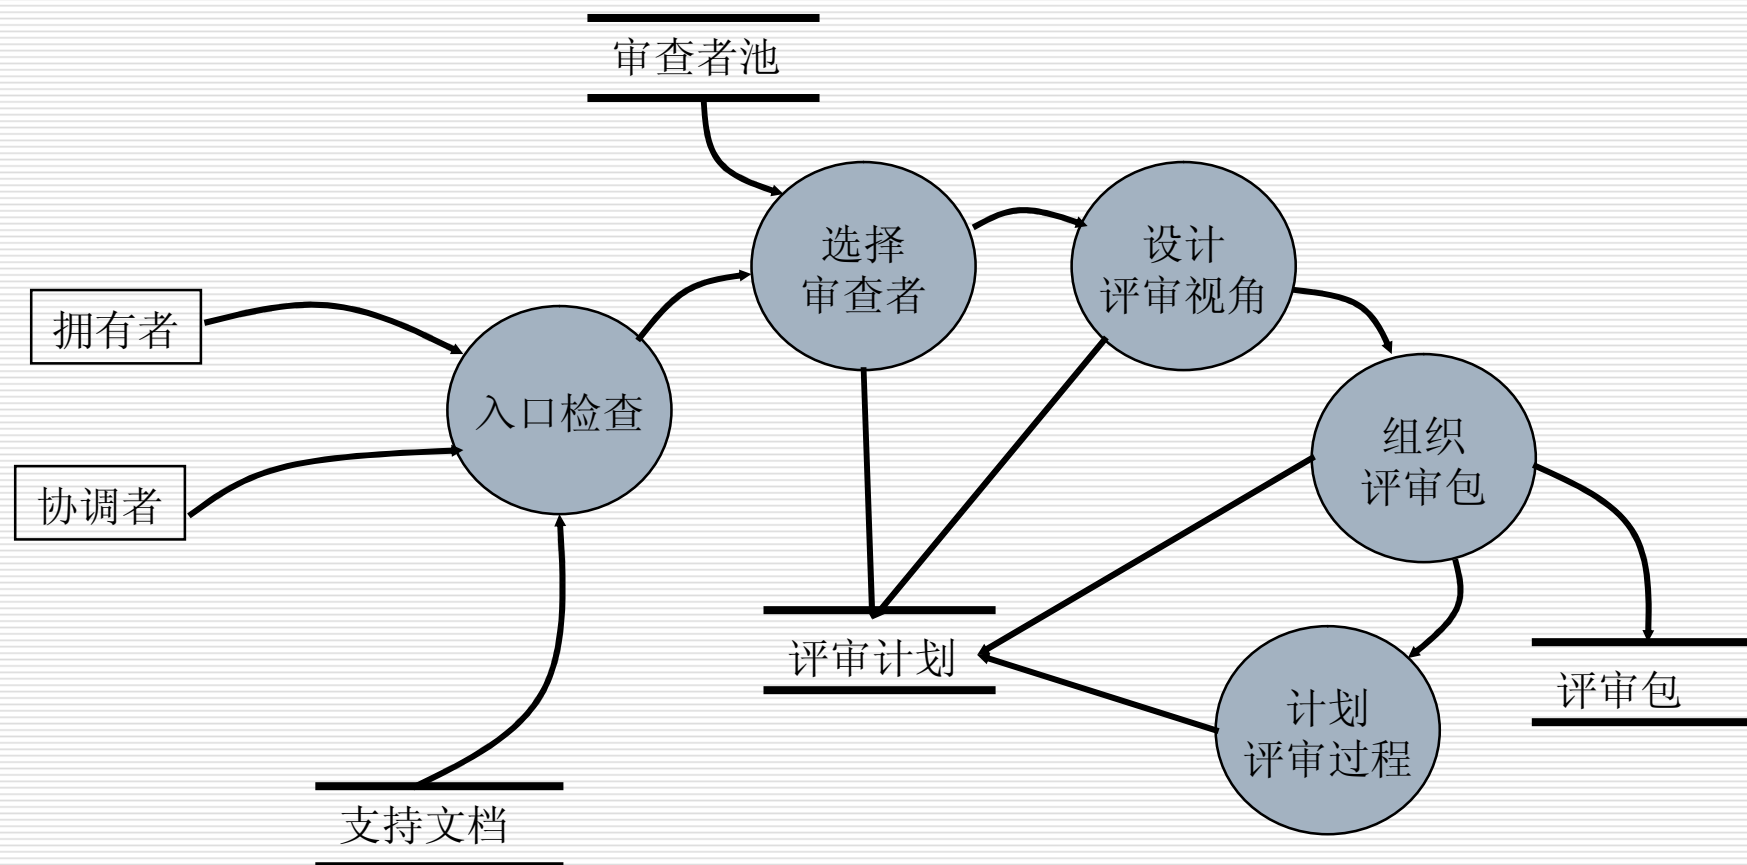 审查者池
选择
审查者
设计
评审视角
拥有者
入口检查
协调者
组织
评审包
评审计划
评审包
计划
评审过程
支持文档